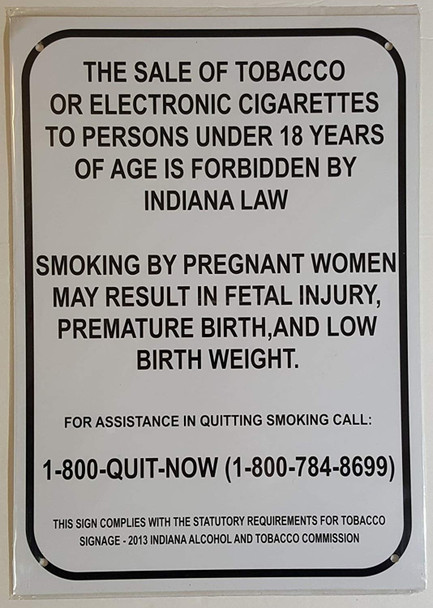 THE SALE OF TOBACCO
OR ELECTRONIC CIGARETTES
TO PERSONS UNDER 18 YEARS
OF AGE IS FORBIDDEN BY
INDIANA LAW
SMOKING BY PREGNANT WOMEN
MAY RESULT IN FETAL INJURY,
PREMATURE BIRTH,AND LOW
BIRTH WEIGHT.
FOR ASSISTANCE IN QUITTING SMOKING CALL:
1-800-QUIT-NOW (1-800-784-8699)
THIS SIGN COMPLIES WITH THE STATUTORY REQUIREMENTS FOR TOBACCO
SIGNAGE - 2013 INDIANA ALCOHOL AND TOBACCO COMMISSION